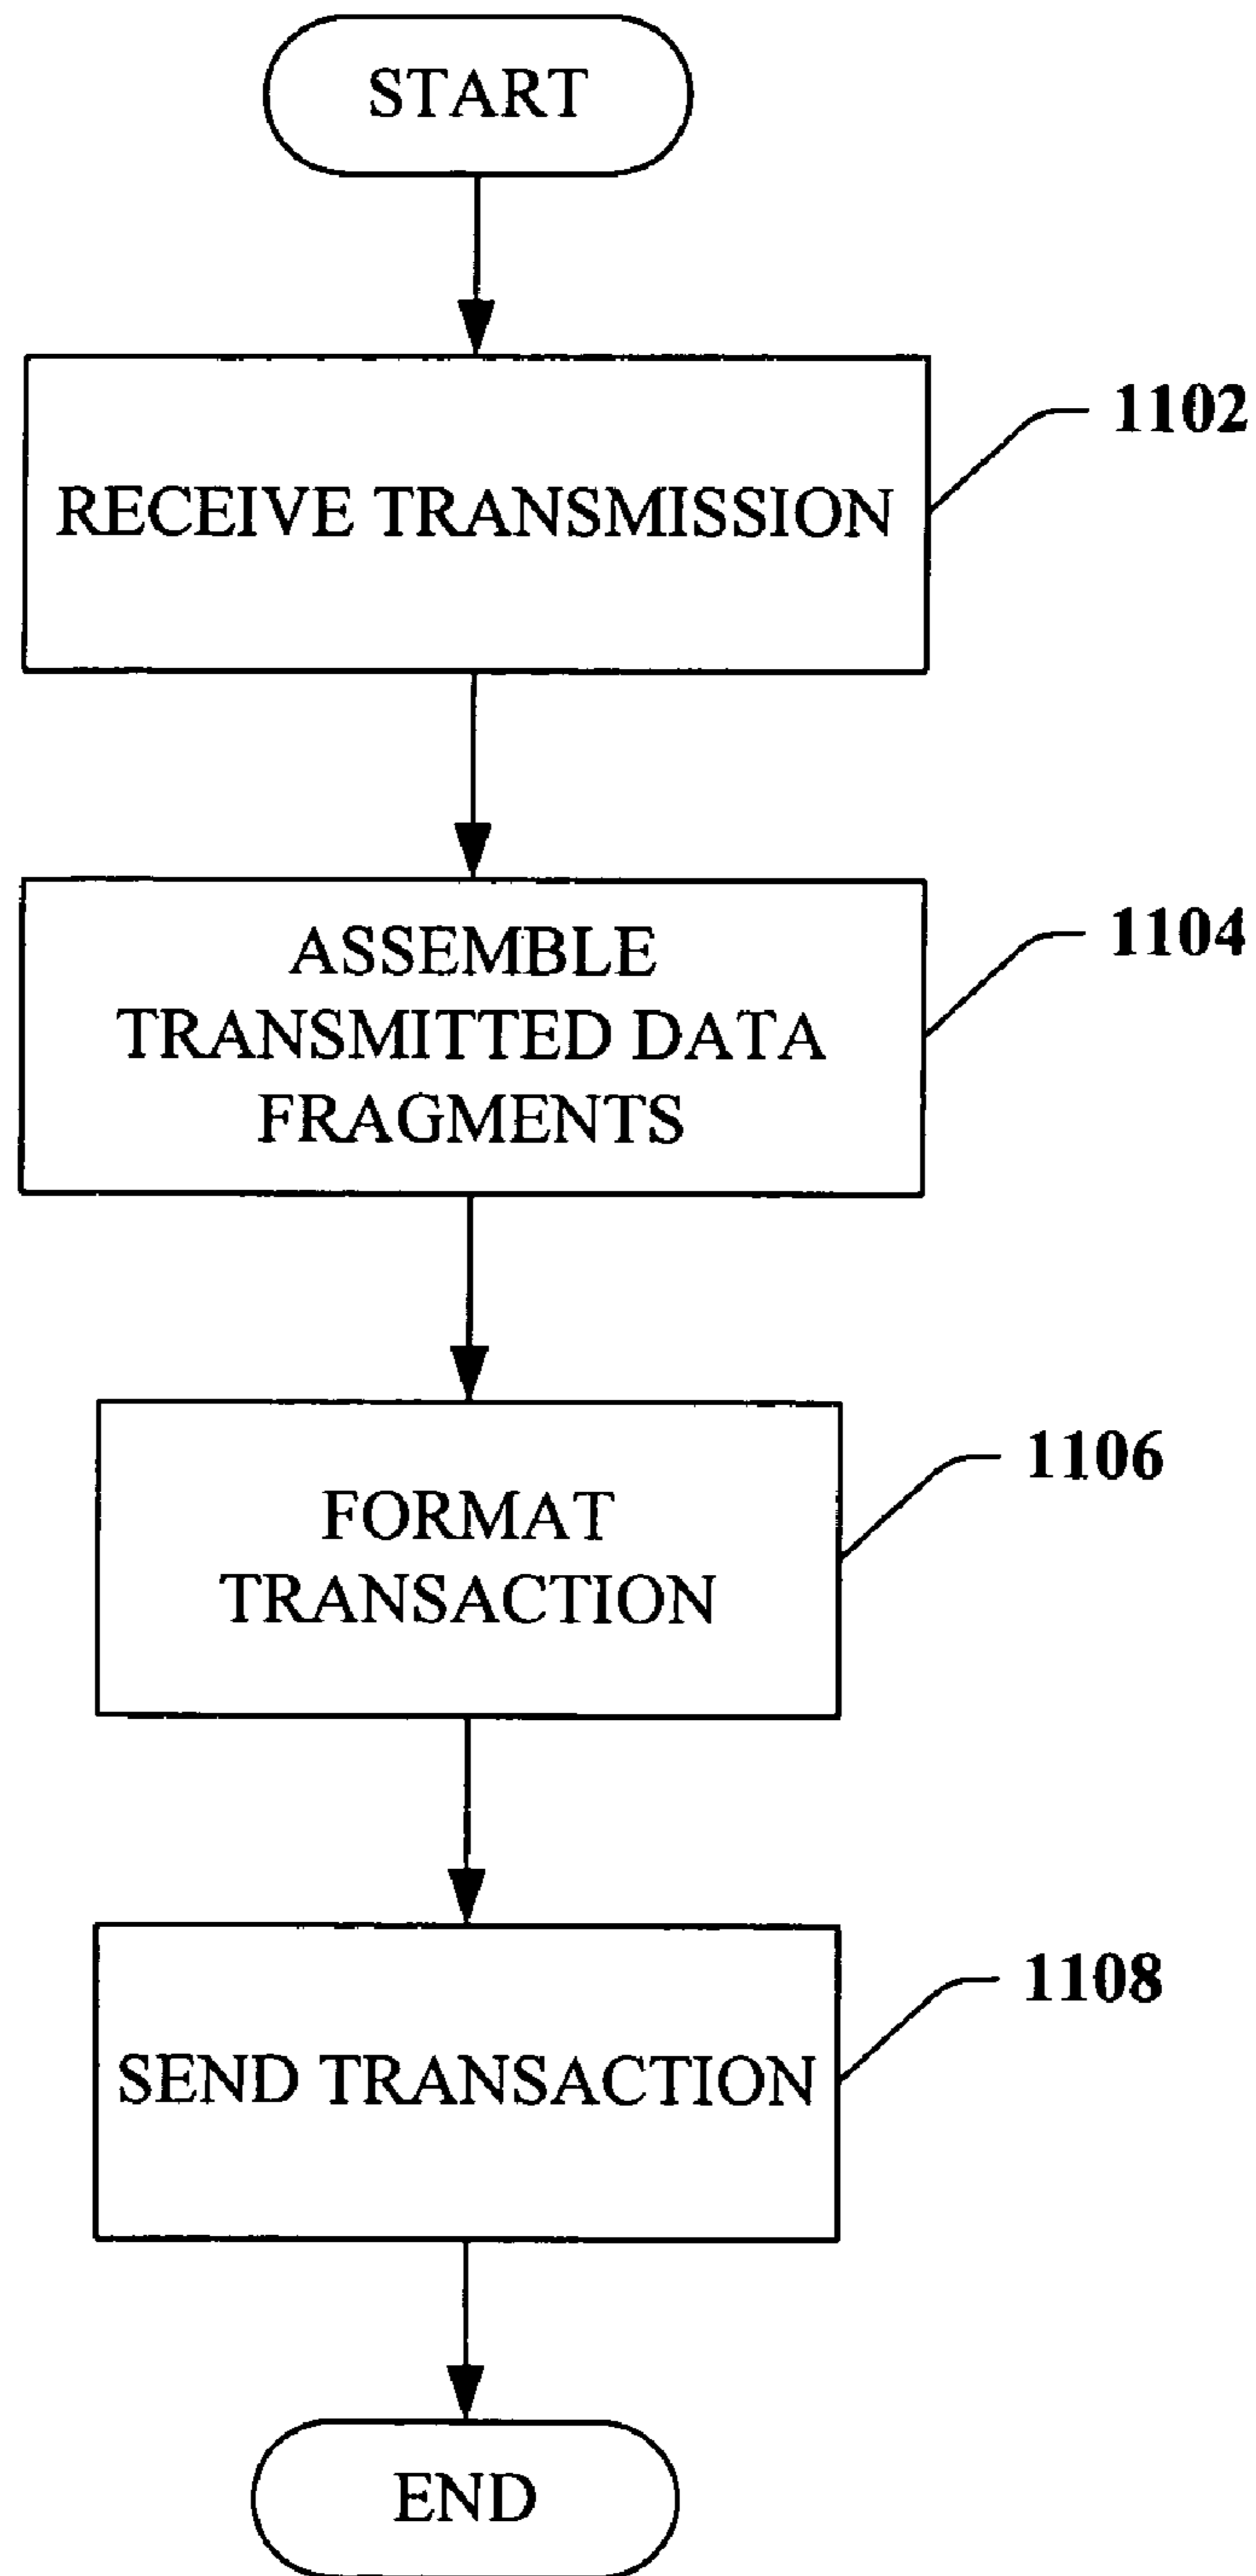 START
RECEIVE TRANSMISSION
1102
ASSEMBLE
TRANSMITTED DATA
FRAGMENTS
1104
FORMAT
TRANSACTION
1106
SEND TRANSACTION
1108
END